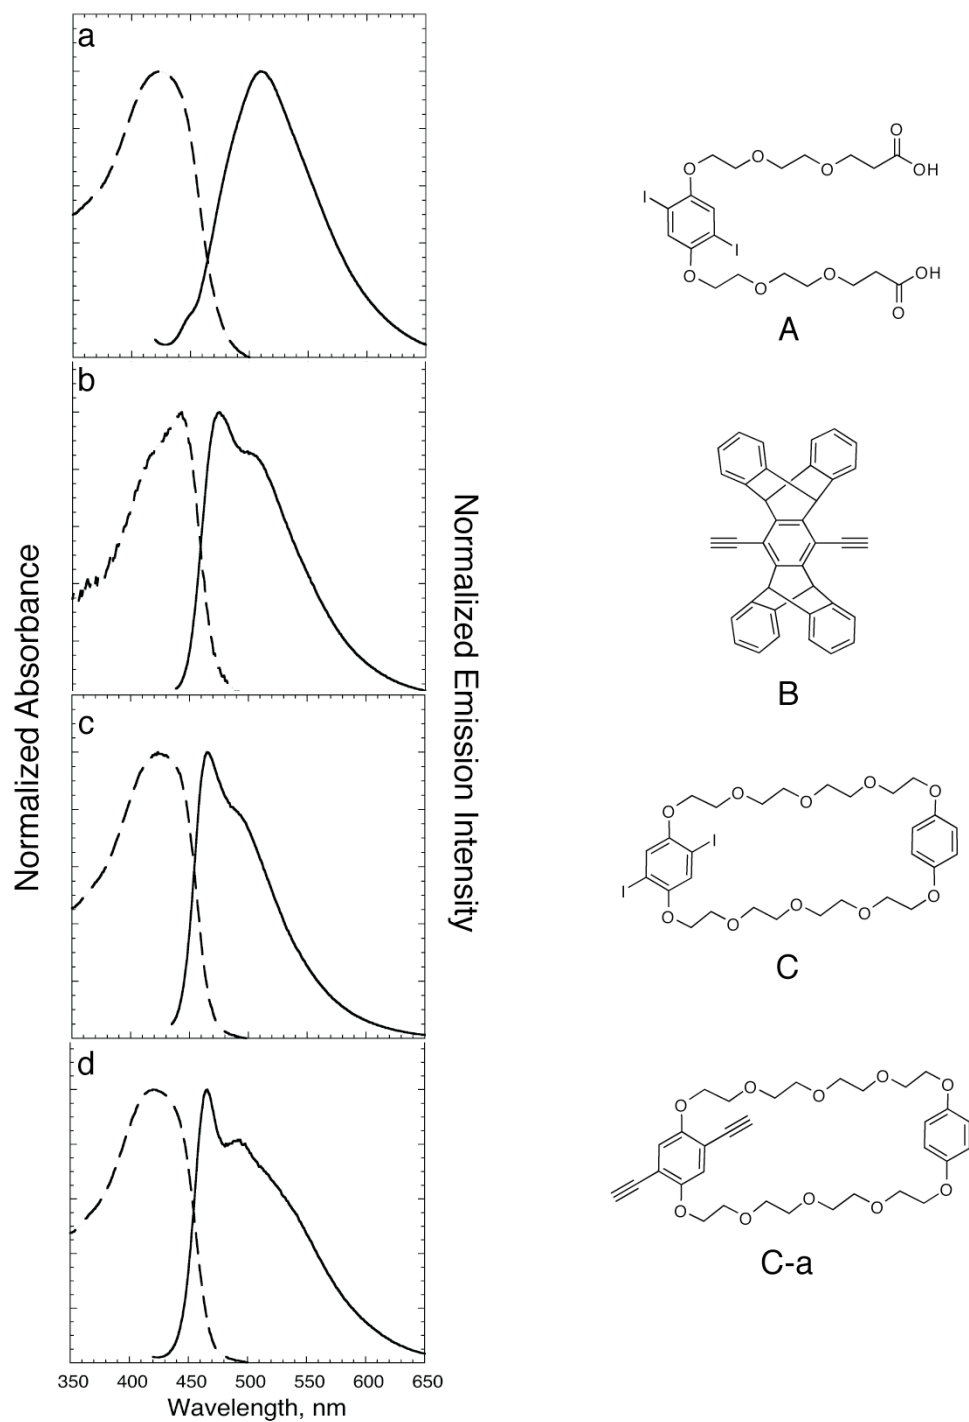 a
b
c
d
Normalized Absorbance
Normalized Emission Intensity
350 400 450 500 550 600 650
Wavelength, nm
O
O
O
O
OH
I
I
O
O
O
O
OH
A
B
O
O
O
O
O
I
I
O
O
O
O
O
C
O
O
O
O
O
O
O
O
O
O
C-a